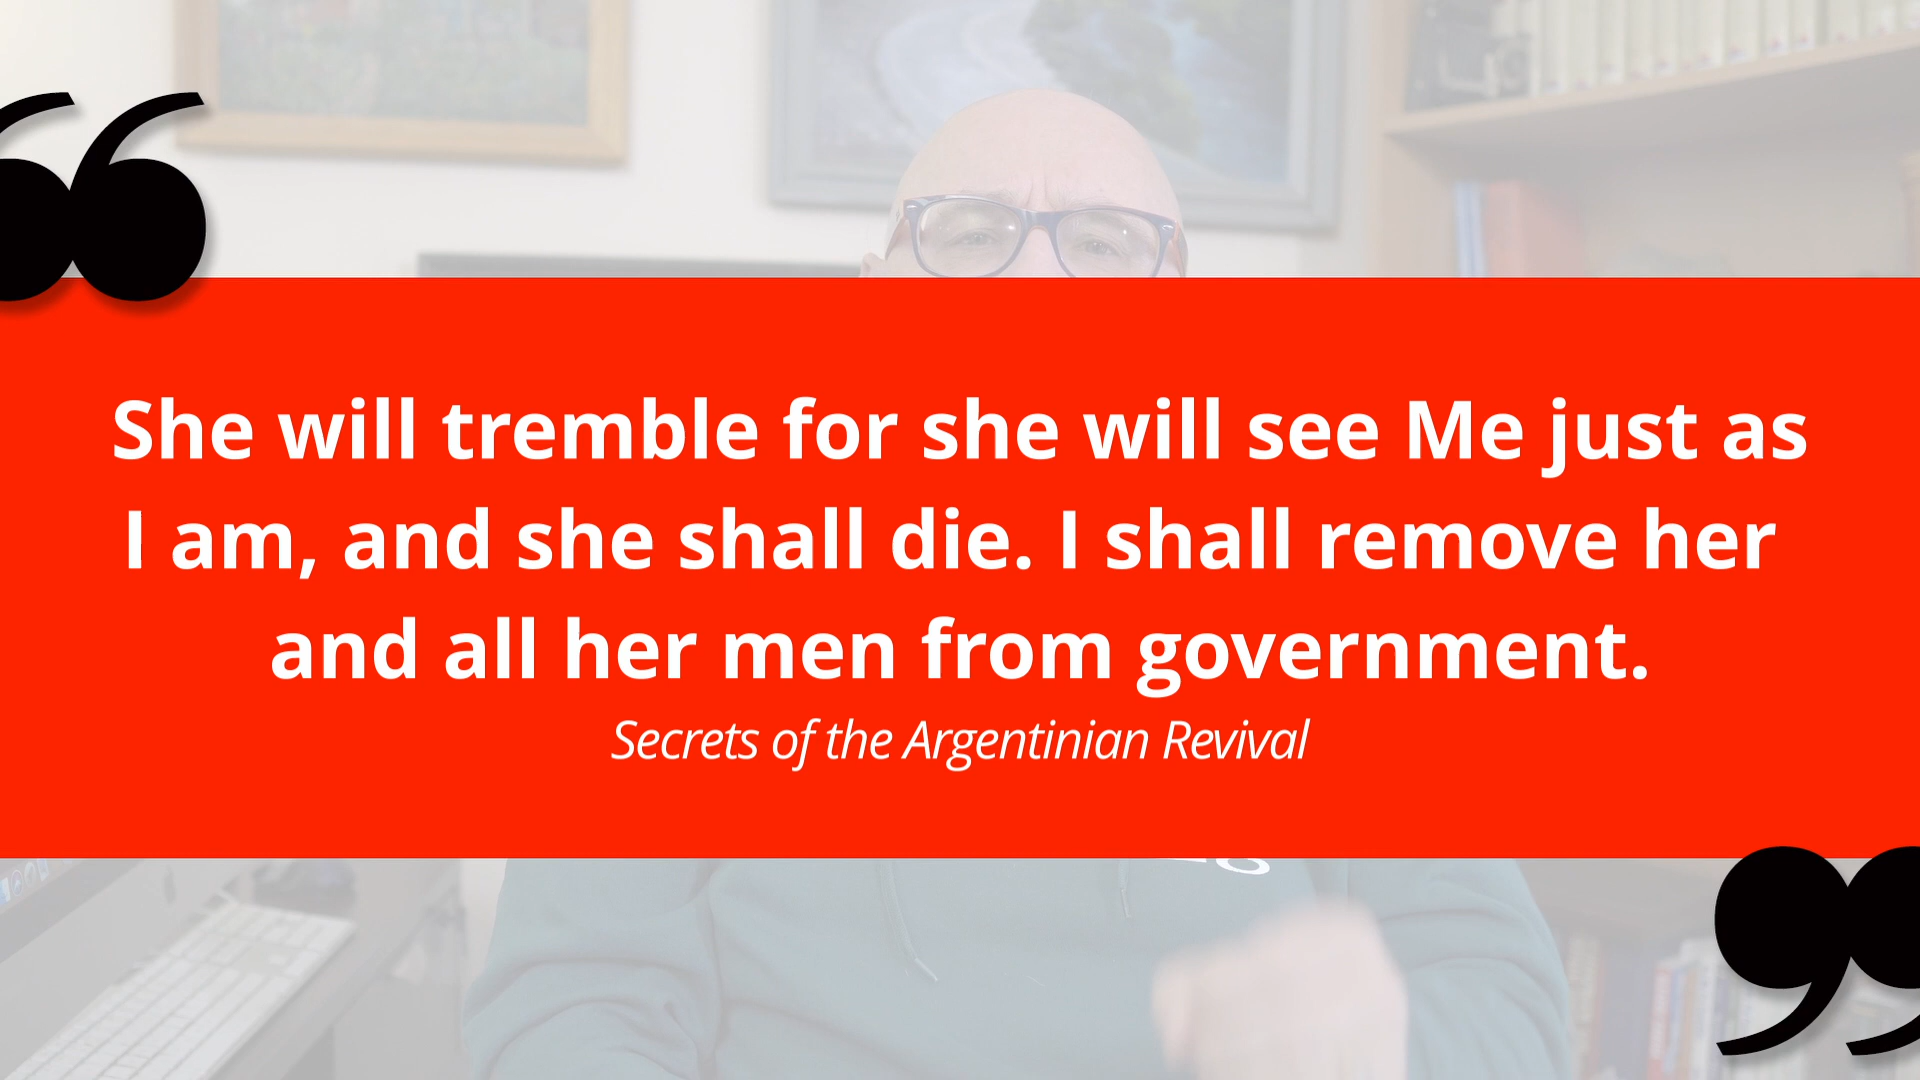 She will tremble for she will see Me just as
I am, and she shall die. I shall remove her
and all her men from government.
Secrets of the Argentinian Revival